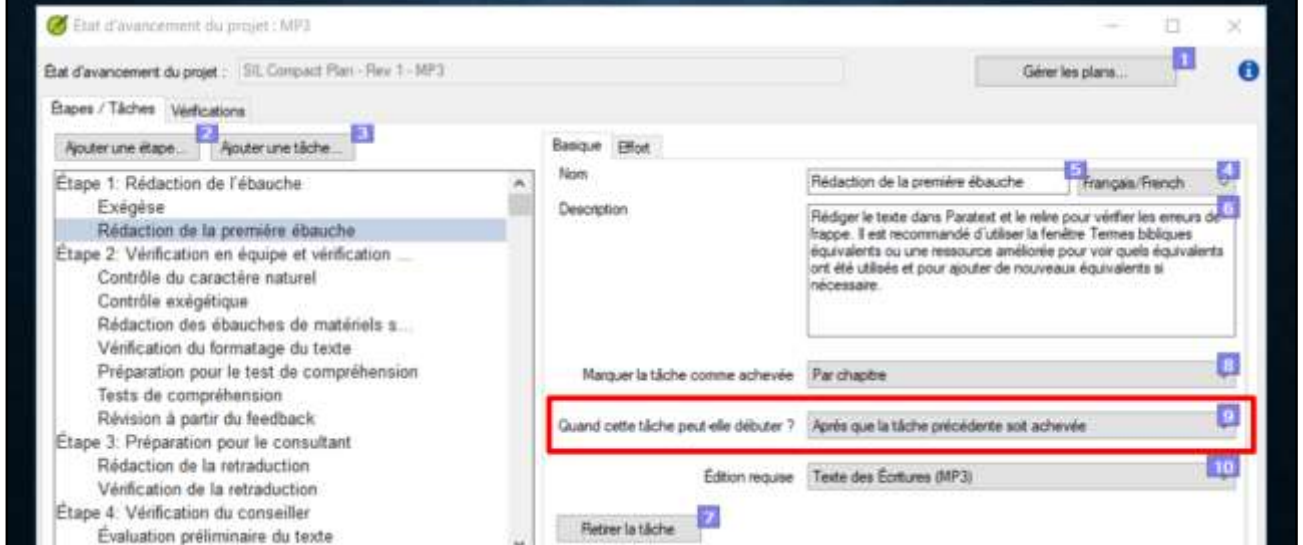 État d'avancement du projet : MP3
État d'avancement du projet : SIL Compact Plan - Rev 1 - MP3
Gérer les plans...
1
Étapes / Tâches Vérifications
Ajouter une étape... 2 Ajouter une tâche... 3
Étape 1: Rédaction de l'ébauche
Exégèse
Rédaction de la première ébauche
Étape 2: Vérification en équipe et vérification ...
Contrôle du caractère naturel
Contrôle exégétique
Rédaction des ébauches de matériels s...
Vérification du formatage du texte
Préparation pour le test de compréhension
Tests de compréhension
Révision à partir du feedback
Étape 3: Préparation pour le consultant
Rédaction de la retraduction
Vérification de la retraduction
Étape 4: Vérification du conseiller
Évaluation préliminaire du texte
Basique Effort
Nom Rédaction de la première ébauche 5 Français/French 4
Description 6
Rédiger le texte dans Paratext et le relire pour vérifier les erreurs de
frappe. Il est recommandé d'utiliser la fenêtre Termes bibliques
équivalents ou une ressource améliorée pour voir quels équivalents
ont été utilisés et pour ajouter de nouveaux équivalents si
nécessaire.
Marquer la tâche comme achevée Par chapitre 8
Quand cette tâche peut-elle débuter ? Après que la tâche précédente soit achevée 9
Édition requise Texte des Écritures (MP3) 10
Retirer la tâche 7